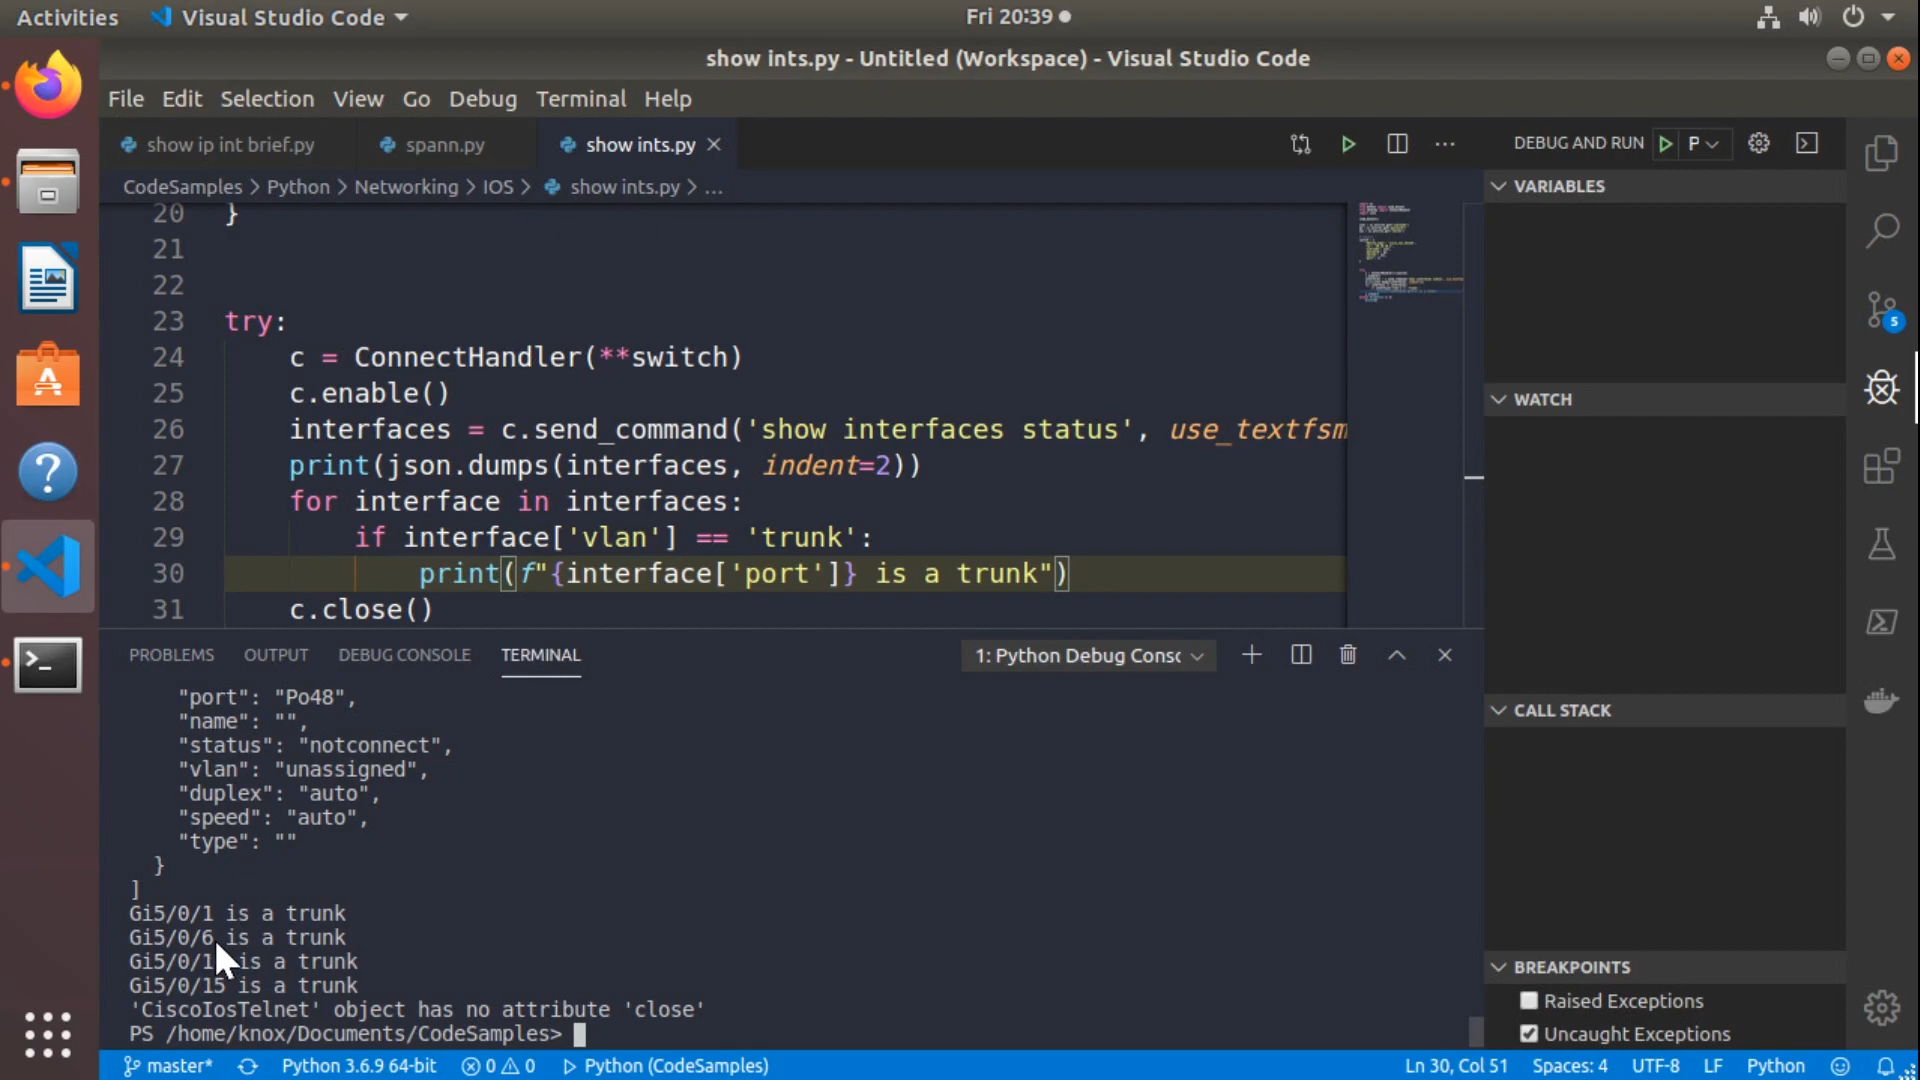 Activities
Visual Studio Code
Fri 20:39
show ints.py - Untitled (Workspace) - Visual Studio Code
File Edit Selection View Go Debug Terminal Help
show ip int brief.py
spann.py
show ints.py
DEBUG AND RUN
P
CodeSamples > Python > Networking > IOS > show ints.py > ...
VARIABLES
20 }
21
22
23 try:
24 c = ConnectHandler(**switch)
25 c.enable()
26 interfaces = c.send_command('show interfaces status', use_textfsm
27 print(json.dumps(interfaces, indent=2))
28 for interface in interfaces:
29 if interface['vlan'] == 'trunk':
30 print(f"{interface['port']} is a trunk")
31 c.close()
5
WATCH
CALL STACK
BREAKPOINTS
Raised Exceptions
Uncaught Exceptions
PROBLEMS OUTPUT DEBUG CONSOLE TERMINAL
1: Python Debug Consc
"port": "Po48",
"name": "",
"status": "notconnect",
"vlan": "unassigned",
"duplex": "auto",
"speed": "auto",
"type": ""
}
]
Gi5/0/1 is a trunk
Gi5/0/6 is a trunk
is a trunk
Gi5/0/15 is a trunk
'CiscoIosTelnet' object has no attribute 'close'
PS /home/knox/Documents/CodeSamples>
master* Python 3.6.9 64-bit 0 0 Python (CodeSamples)
Ln 30, Col 51 Spaces: 4 UTF-8 LF Python